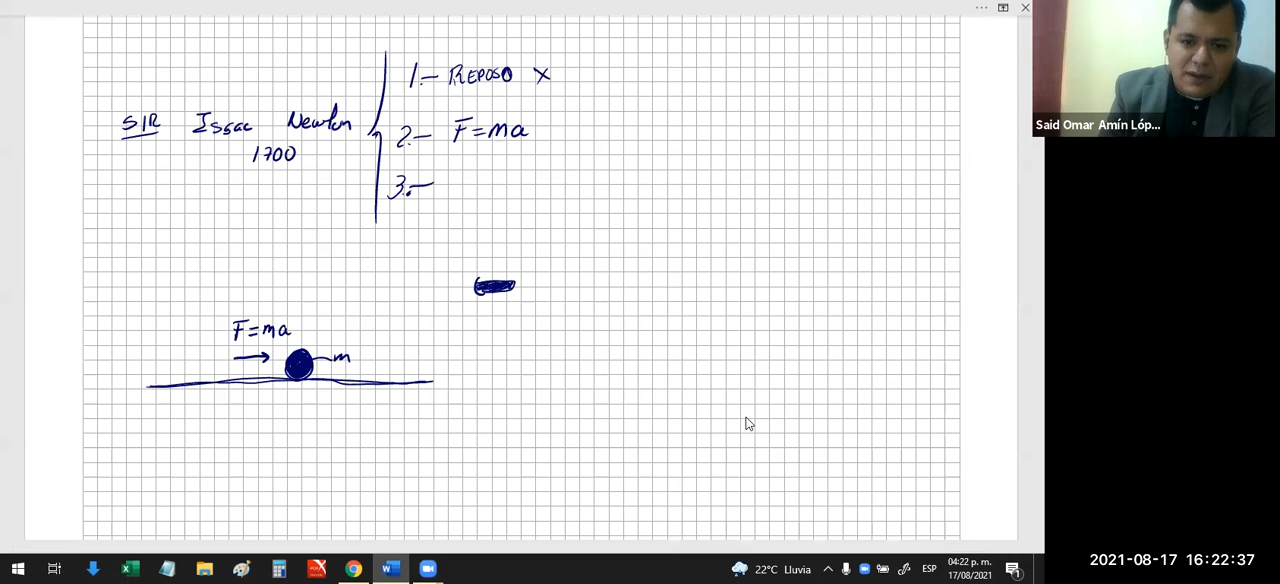 1.- REPOSO x
SIR Issac Newton
1700
2.- F=ma
3.-
F=ma
m
Said Omar Amín Lóp...
22°C Lluvia
ESP
04:22 p. m.
17/08/2021
1
2021-08-17 16:22:37